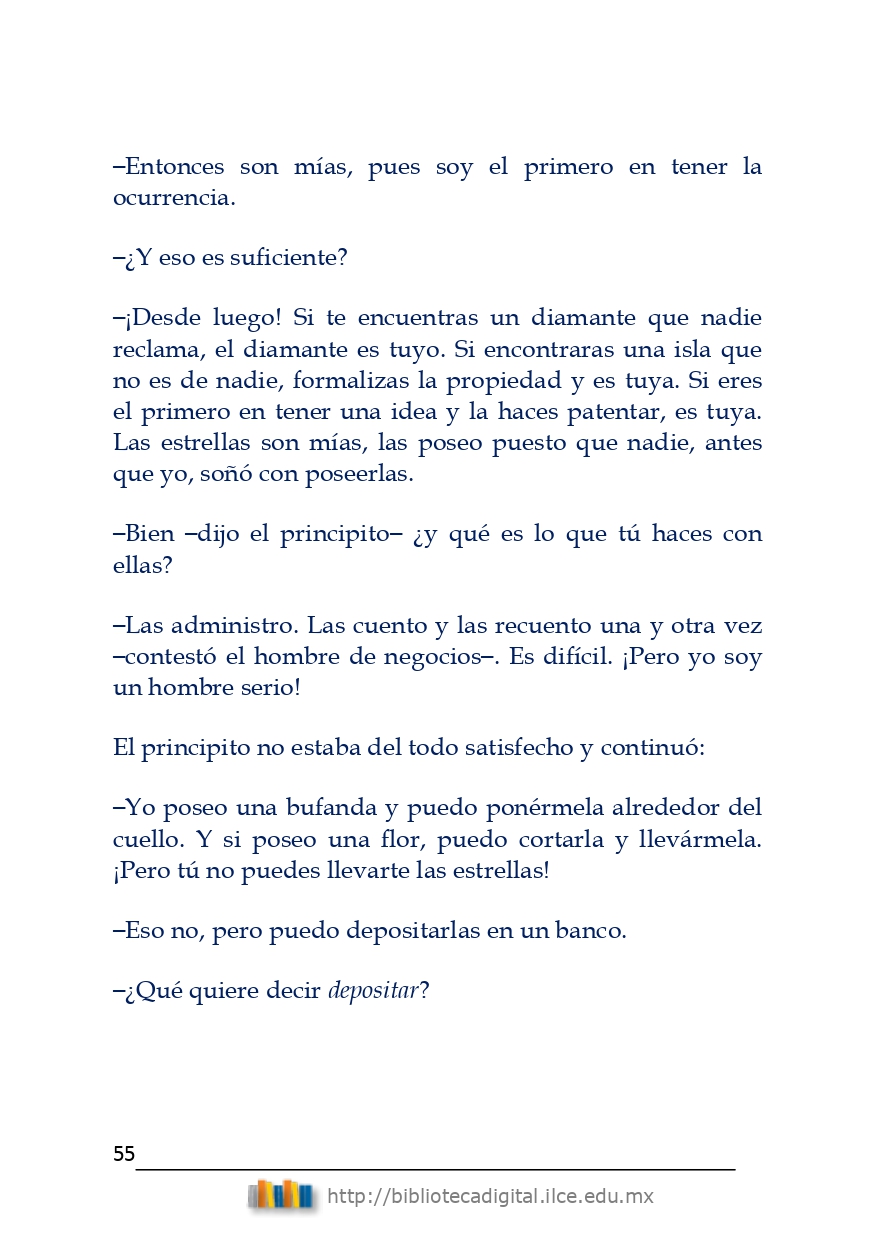 –Entonces son mías, pues soy el primero en tener la
ocurrencia.
–¿Y eso es suficiente?
–¡Desde luego! Si te encuentras un diamante que nadie
reclama, el diamante es tuyo. Si encontraras una isla que
no es de nadie, formalizas la propiedad y es tuya. Si eres
el primero en tener una idea y la haces patentar, es tuya.
Las estrellas son mías, las poseo puesto que nadie, antes
que yo, soñó con poseerlas.
–Bien –dijo el principito– ¿y qué es lo que tú haces con
ellas?
–Las administro. Las cuento y las recuento una y otra vez
–contestó el hombre de negocios–. Es difícil. ¡Pero yo soy
un hombre serio!
El principito no estaba del todo satisfecho y continuó:
–Yo poseo una bufanda y puedo ponérmela alrededor del
cuello. Y si poseo una flor, puedo cortarla y llevármela.
¡Pero tú no puedes llevarte las estrellas!
–Eso no, pero puedo depositarlas en un banco.
–¿Qué quiere decir depositar?
55
http://bibliotecadigital.ilce.edu.mx